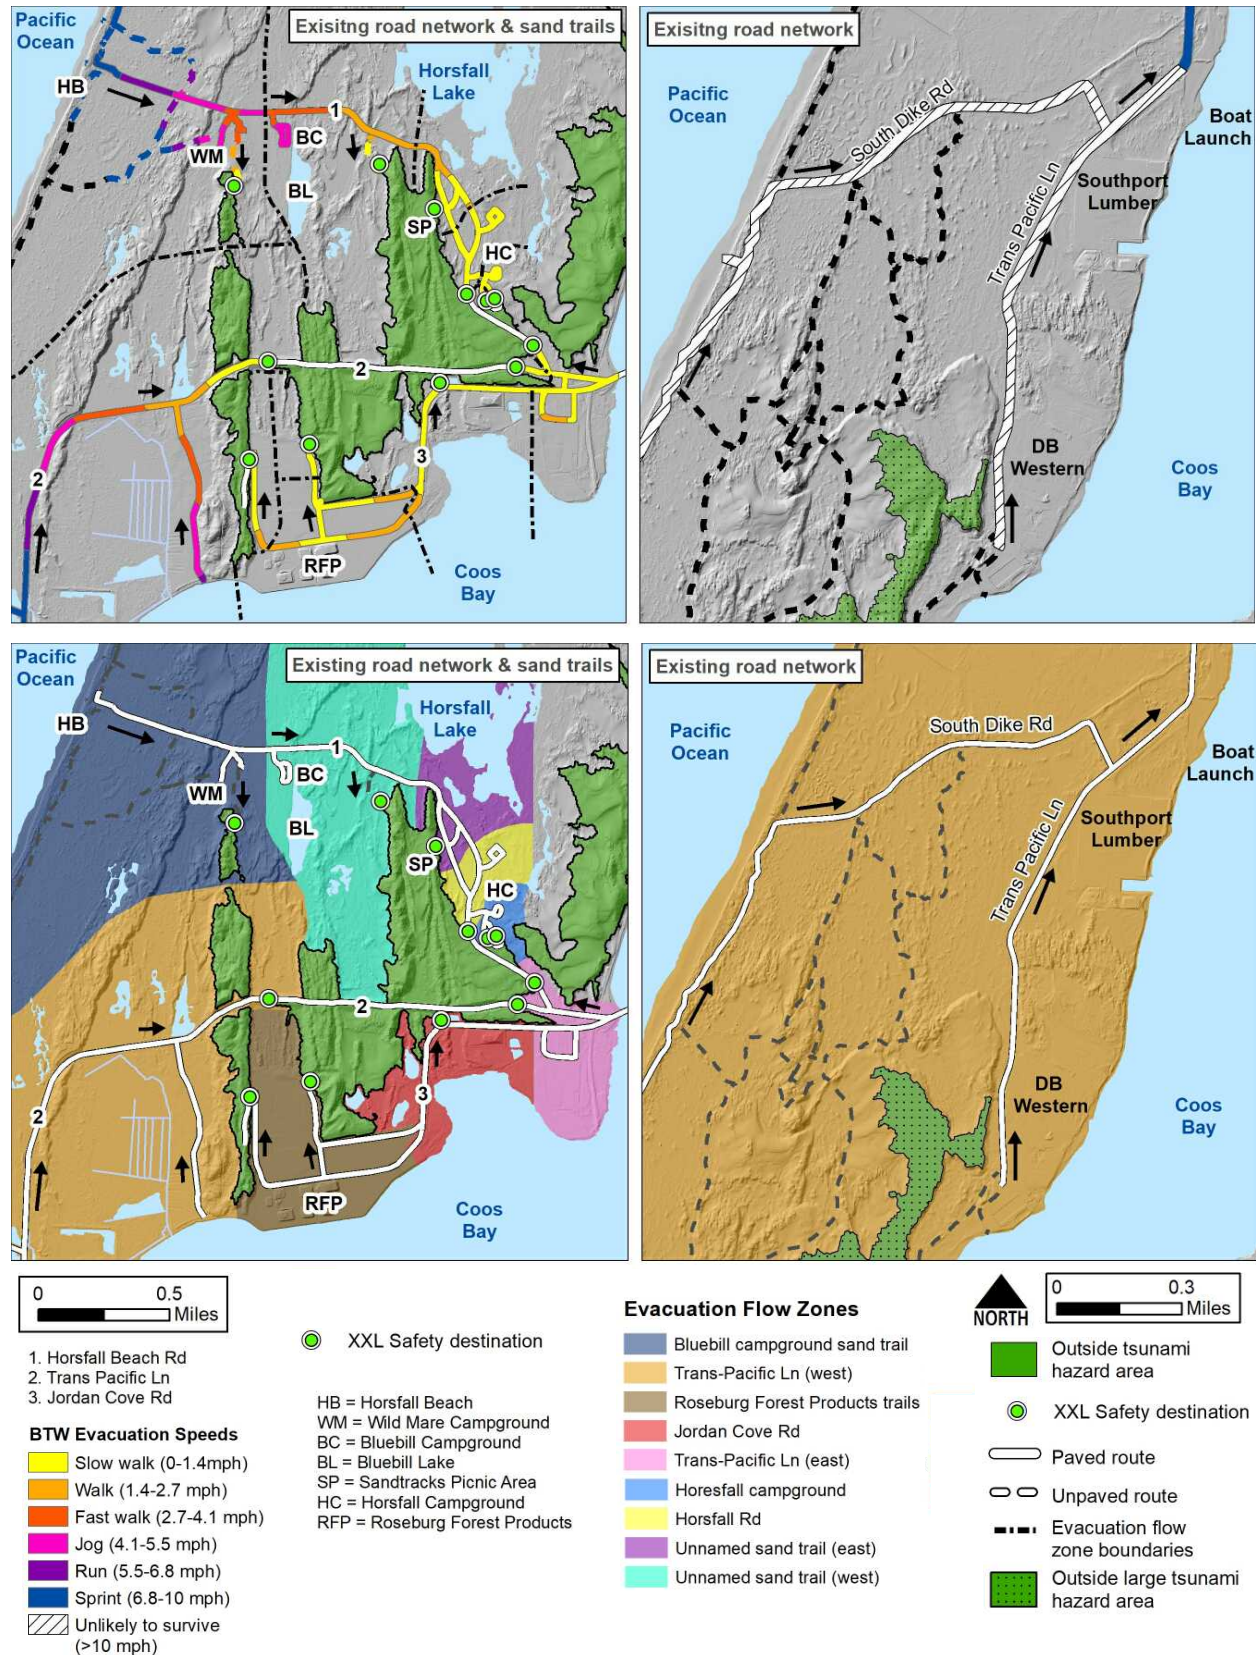 Pacific
Ocean
Exisitng road network & sand trails
Horsfall
Lake
HB
1
WM
BC
BL
SP
HC
2
2
3
RFP
Coos
Bay
Exisitng road network
Pacific
Ocean
South Dike Rd
Boat
Launch
Southport
Lumber
Trans Pacific Ln
DB
Western
Coos
Bay
Pacific
Ocean
Existing road network & sand trails
Horsfall
Lake
HB
1
WM
BC
BL
SP
HC
2
2
3
RFP
Coos
Bay
Existing road network
Pacific
Ocean
South Dike Rd
Boat
Launch
Southport
Lumber
Trans Pacific Ln
DB
Western
Coos
Bay
0 0.5
Miles
1. Horsfall Beach Rd
2. Trans Pacific Ln
3. Jordan Cove Rd
BTW Evacuation Speeds
Slow walk (0-1.4mph)
Walk (1.4-2.7 mph)
Fast walk (2.7-4.1 mph)
Jog (4.1-5.5 mph)
Run (5.5-6.8 mph)
Sprint (6.8-10 mph)
Unlikely to survive
(>10 mph)
XXL Safety destination
HB = Horsfall Beach
WM = Wild Mare Campground
BC = Bluebill Campground
BL = Bluebill Lake
SP = Sandtracks Picnic Area
HC = Horsfall Campground
RFP = Roseburg Forest Products
Evacuation Flow Zones
Bluebill campground sand trail
Trans-Pacific Ln (west)
Roseburg Forest Products trails
Jordan Cove Rd
Trans-Pacific Ln (east)
Horesfall campground
Horsfall Rd
Unnamed sand trail (east)
Unnamed sand trail (west)
NORTH
0 0.3
Miles
Outside tsunami
hazard area
XXL Safety destination
Paved route
Unpaved route
Evacuation flow
zone boundaries
Outside large tsunami
hazard area